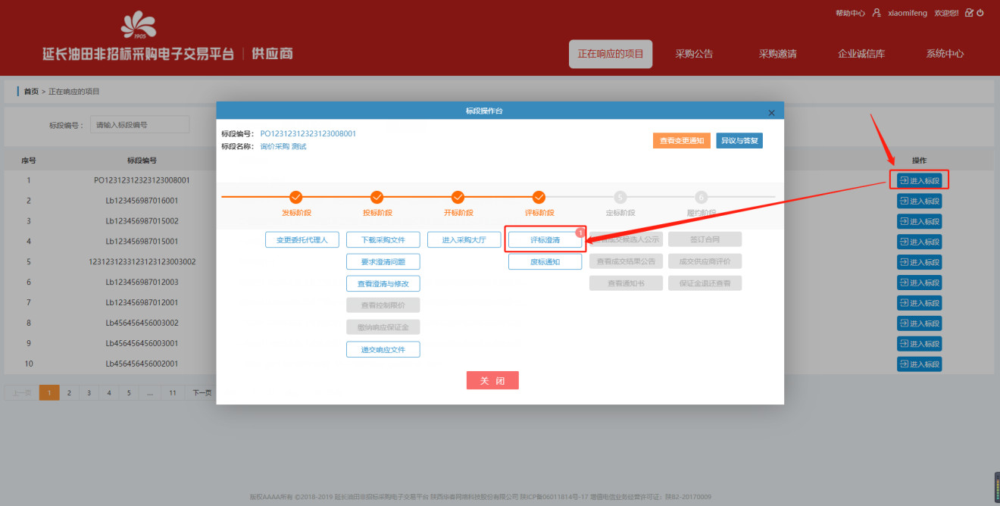 帮助中心 xiaomifeng 欢迎您!!
1905
延长油田非招标采购电子交易平台 | 供应商
正在响应的项目 采购公告 采购邀请 企业诚信库 系统中心
首页 > 正在响应的项目
标段操作台
标段编号： 请输入标段编号
标段编号： PO12312312323123008001
标段名称： 询价采购 测试
查看变更通知 异议与答复
序号 标段编号 操作
1 PO12312312323123008001 进入标段
2 Lb123456987016001 进入标段
3 Lb123456987015002 进入标段
4 Lb123456987015001 进入标段
5 1231231233123123123003002 进入标段
6 Lb123456987012003 进入标段
7 Lb123456987012001 进入标段
8 Lb456456456003002 进入标段
9 Lb456456456003001 进入标段
10 Lb456456456002001 进入标段
5 6
发标阶段 投标阶段 开标阶段 评标阶段 定标阶段 履约阶段
1
变更委托代理人 下载采购文件 进入采购大厅 评标澄清 成交候选人公示 签订合同
要求澄清问题 废标通知 查看成交结果公告 成交供应商评价
查看澄清与修改 查看通知书 保证金退还查看
查看控制限价
缴纳响应保证金
递交响应文件
关 闭
上一页 1 2 3 4 5 ... 11 下一页
版权AAAA所有 ©2018-2019 延长油田非招标采购电子交易平台 陕西华春网络科技股份有限公司 陕ICP备06011814号-17 增值电信业务经营许可证：陕B2-20170009